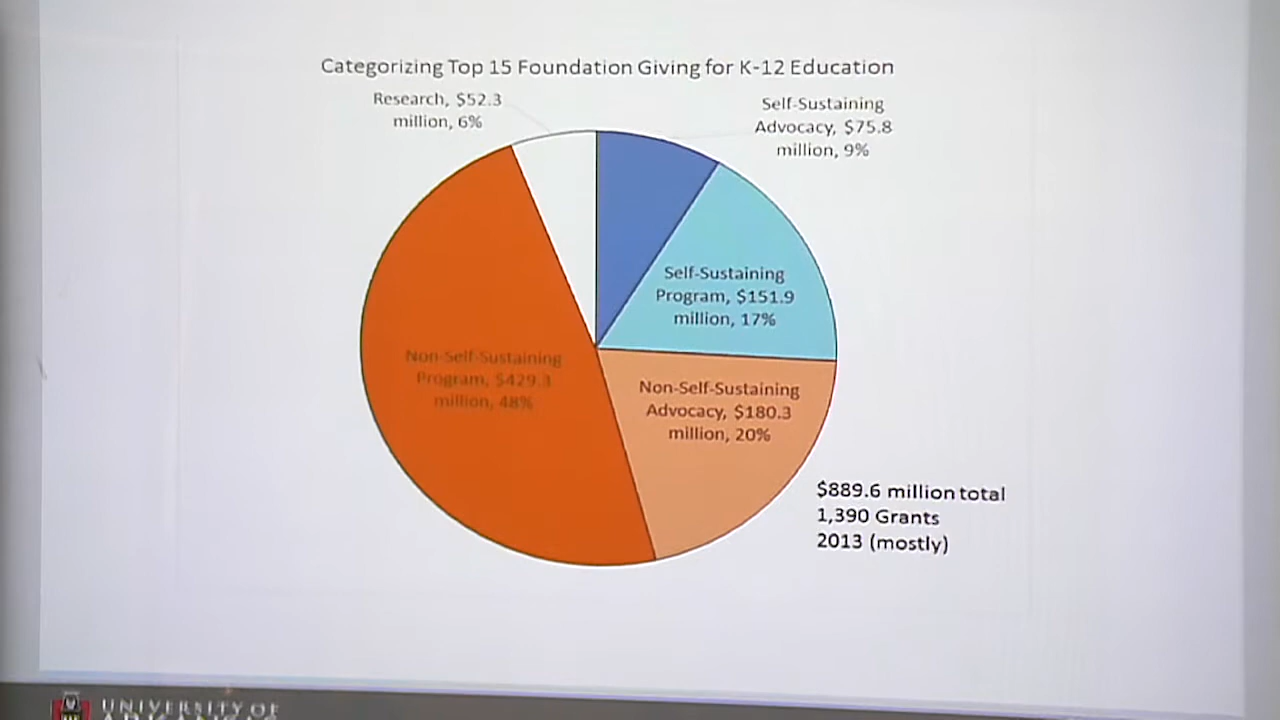 Categorizing Top 15 Foundation Giving for K-12 Education
Research, $52.3
million, 6%
Self-Sustaining
Advocacy, $75.8
million, 9%
Self-Sustaining
Program, $151.9
million, 17%
Non-Self-Sustaining
Program, $429.3
million, 48%
Non-Self-Sustaining
Advocacy, $180.3
million, 20%
$889.6 million total
1,390 Grants
2013 (mostly)
UNIVERSITY OF